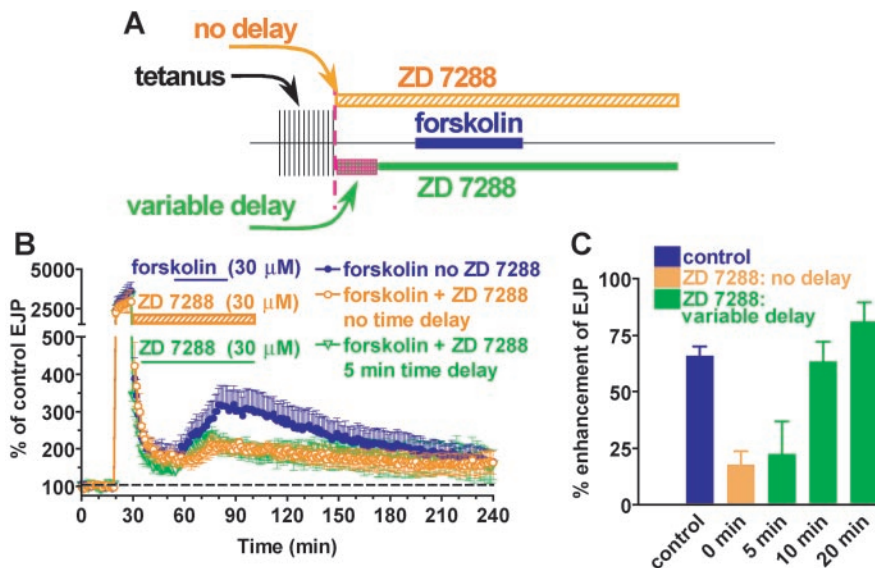 A
no delay
tetanus
ZD 7288
forskolin
ZD 7288
variable delay
B
% of control EJP
5000
2500
500
400
300
200
100
forskolin (30 µM)
ZD 7288 (30 µM)
ZD 7288 (30 µM)
forskolin no ZD 7288
forskolin + ZD 7288
no time delay
forskolin + ZD 7288
5 min time delay
0 30 60 90 120 150 180 210 240
Time (min)
C
control
ZD 7288: no delay
ZD 7288:
variable delay
% enhancement of EJP
100
75
50
25
0
control 0 min 5 min 10 min 20 min